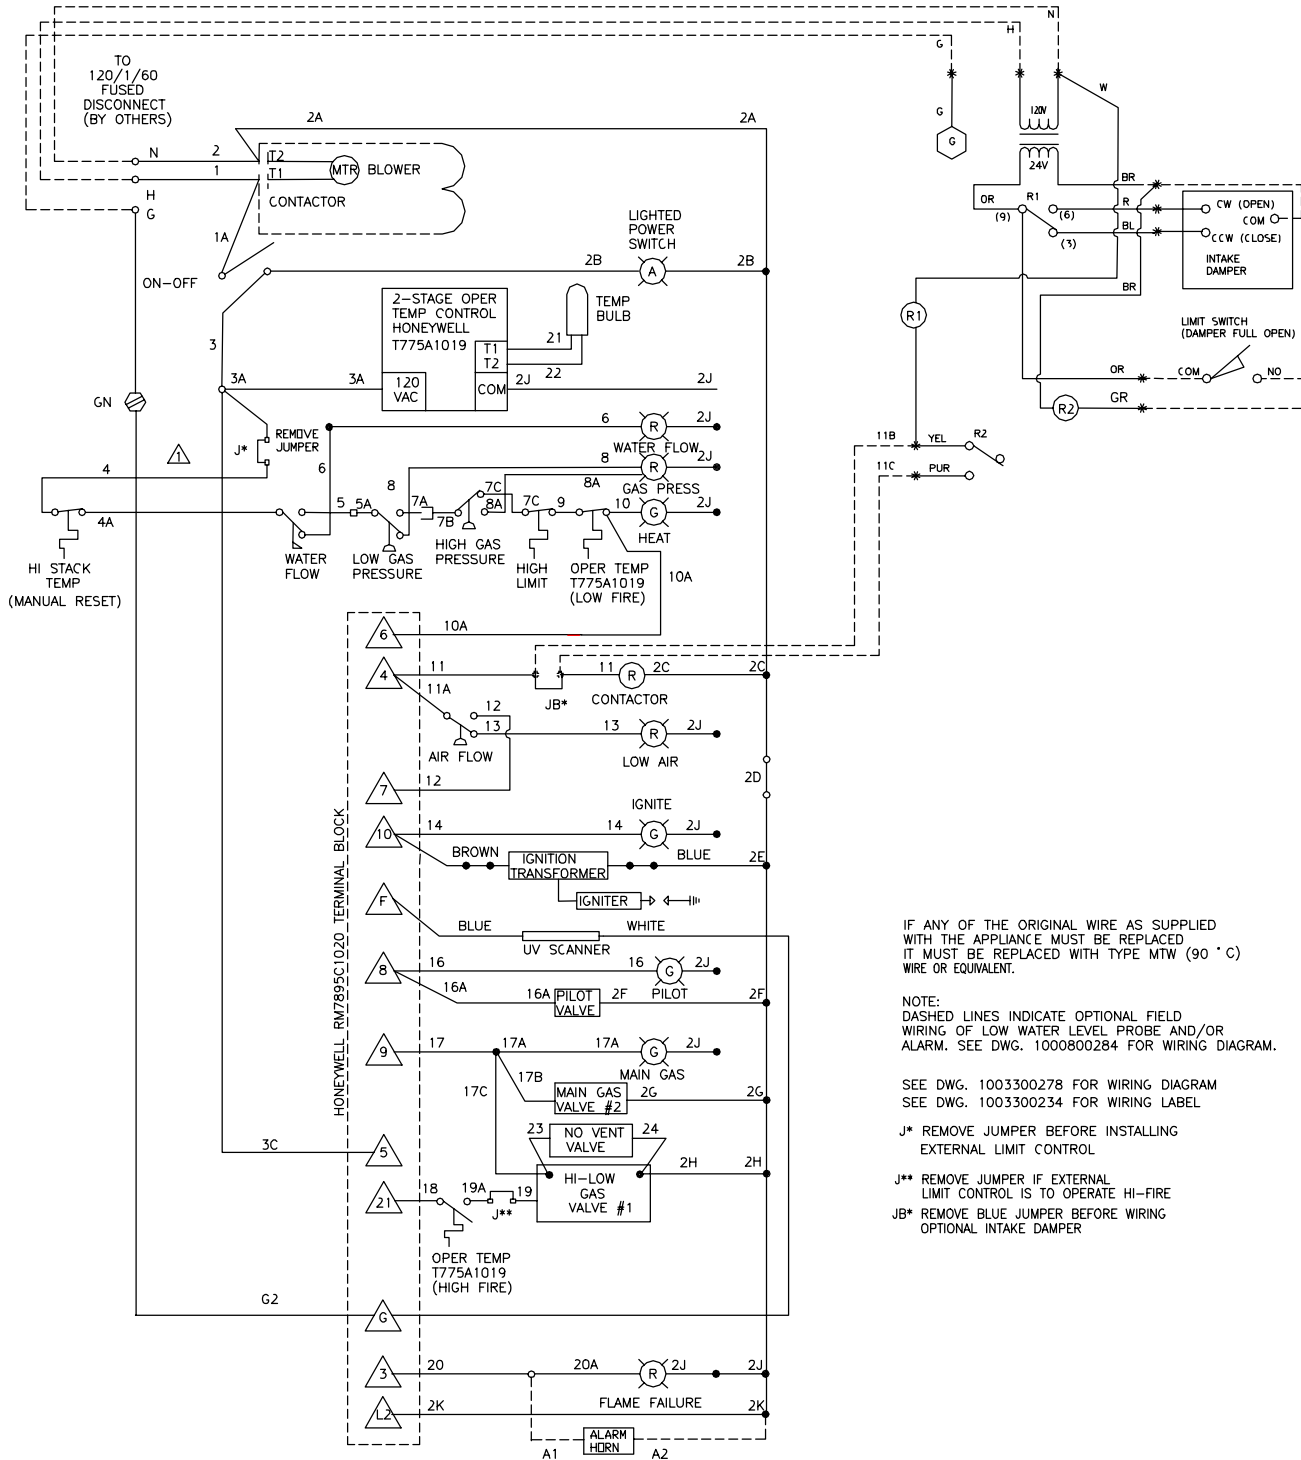 N
H
G
TO
120/1/60
FUSED
DISCONNECT
(BY OTHERS)
W
G
120V
G
24V
2A
2A
N
2
T2
1
T1
MTR
BLOWER
H
G
CONTACTOR
BR
OR
R1
(9)
(6)
R
(3)
BL
CW (OPEN)
COM
CCW (CLOSE)
INTAKE
DAMPER
BR
1A
LIGHTED
POWER
SWITCH
ON-OFF
2B
A
2B
2-STAGE OPER
TEMP CONTROL
HONEYWELL
T775A1019
T1
T2
120
VAC
COM
TEMP
BULB
21
22
2J
2J
R1
LIMIT SWITCH
(DAMPER FULL OPEN)
OR
COM
NO
R2
GR
3
3A
3A
GN
J*
REMOVE
JUMPER
1
6
6
R
2J
WATER FLOW
8
8
R
2J
8A
GAS PRESS
11B
YEL
R2
11C
PUR
4
4A
HI STACK
TEMP
(MANUAL RESET)
WATER
FLOW
5
5A
LOW GAS
PRESSURE
7A
7B
7C
8A
HIGH GAS
PRESSURE
7C
HIGH
LIMIT
9
OPER TEMP
T775A1019
(LOW FIRE)
10
G
2J
HEAT
10A
HONEYWELL RM7895C1020 TERMINAL BLOCK
6
10A
4
11
11A
JB*
11
R
2C
2C
CONTACTOR
12
13
AIR FLOW
13
R
2J
LOW AIR
7
12
2D
IGNITE
10
14
14
G
2J
BROWN
IGNITION
TRANSFORMER
BLUE
2E
IGNITER
F
BLUE
WHITE
UV SCANNER
8
16
16
G
2J
PILOT
16A
16A
PILOT
VALVE
2F
2F
9
17
17A
17A
G
2J
MAIN GAS
17C
17B
MAIN GAS
VALVE #2
2G
2G
23
NO VENT
VALVE
24
HI-LOW
GAS
VALVE #1
2H
2H
3C
5
21
18
19A
J**
19
OPER TEMP
T775A1019
(HIGH FIRE)
G2
G
3
20
20A
R
2J
2J
FLAME FAILURE
L2
2K
2K
A1
ALARM
HORN
A2
IF ANY OF THE ORIGINAL WIRE AS SUPPLIED
WITH THE APPLIANCE MUST BE REPLACED
IT MUST BE REPLACED WITH TYPE MTW (90 °C)
WIRE OR EQUIVALENT.
NOTE:
DASHED LINES INDICATE OPTIONAL FIELD
WIRING OF LOW WATER LEVEL PROBE AND/OR
ALARM. SEE DWG. 1000800284 FOR WIRING DIAGRAM.
SEE DWG. 1003300278 FOR WIRING DIAGRAM
SEE DWG. 1003300234 FOR WIRING LABEL
J* REMOVE JUMPER BEFORE INSTALLING
EXTERNAL LIMIT CONTROL
J** REMOVE JUMPER IF EXTERNAL
LIMIT CONTROL IS TO OPERATE HI-FIRE
JB* REMOVE BLUE JUMPER BEFORE WIRING
OPTIONAL INTAKE DAMPER